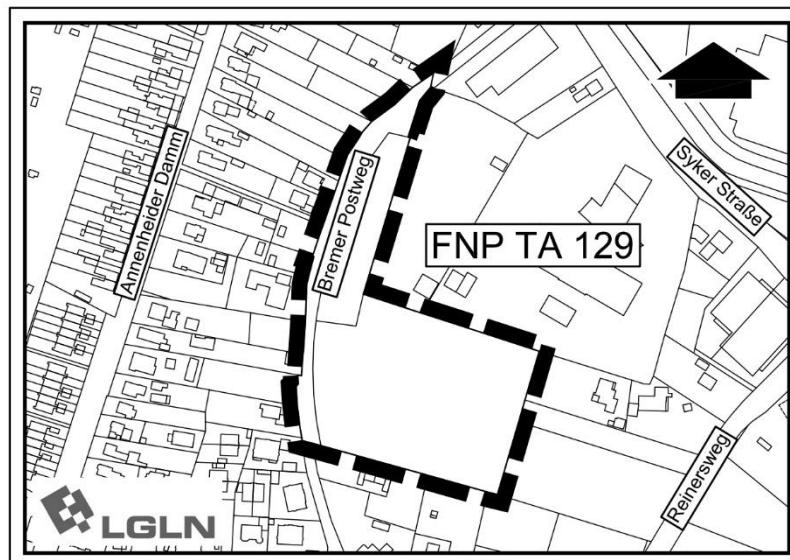 Annenheider Damm
Bremer Postweg
FNP TA 129
Syker Straße
Reinersweg
LGLN